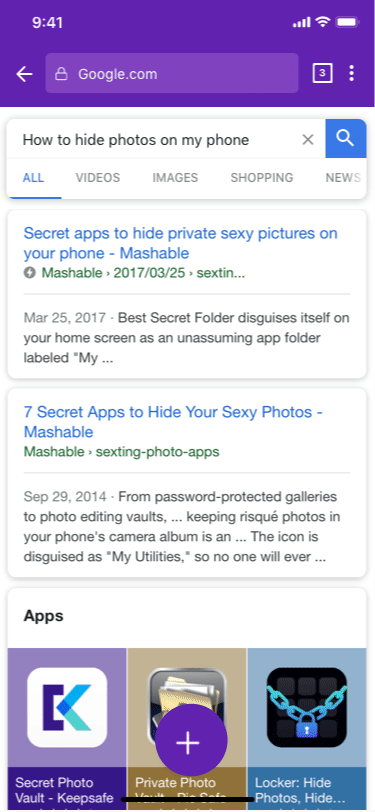 9:41
Google.com
3
How to hide photos on my phone
ALL VIDEOS IMAGES SHOPPING NEWS
Secret apps to hide private sexy pictures on
your phone - Mashable
Mashable › 2017/03/25 › sextin...
Mar 25, 2017 · Best Secret Folder disguises itself on
your home screen as an unassuming app folder
labeled "My ...
7 Secret Apps to Hide Your Sexy Photos -
Mashable
Mashable › sexting-photo-apps
Sep 29, 2014 · From password-protected galleries
to photo editing vaults, ... keeping risqué photos in
your phone's camera album is an ... The icon is
disguised as "My Utilities," so no one will ever ...
Apps
Secret Photo
Vault - Keepsafe
Private Photo
Vault - Pic Safe
Locker: Hide
Photos, Hide...